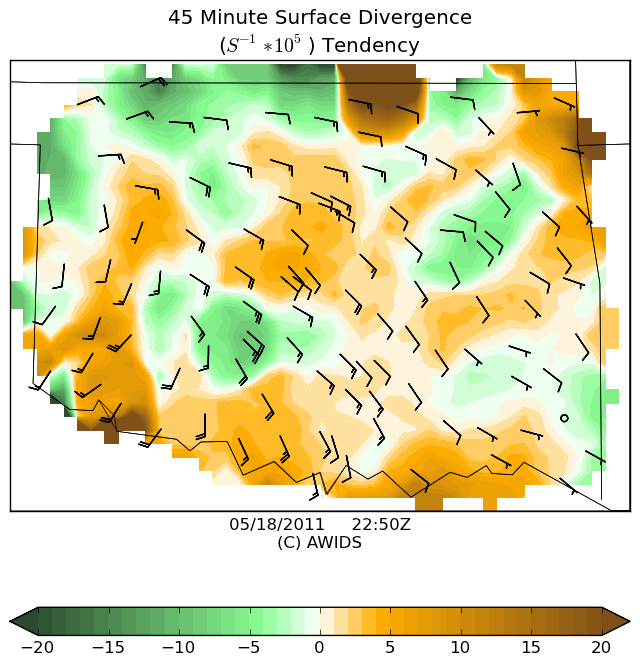 45 Minute Surface Divergence
(S⁻¹ *10⁵ ) Tendency
05/18/2011 22:50Z
(C) AWIDS
−20 −15 −10 −5 0 5 10 15 20